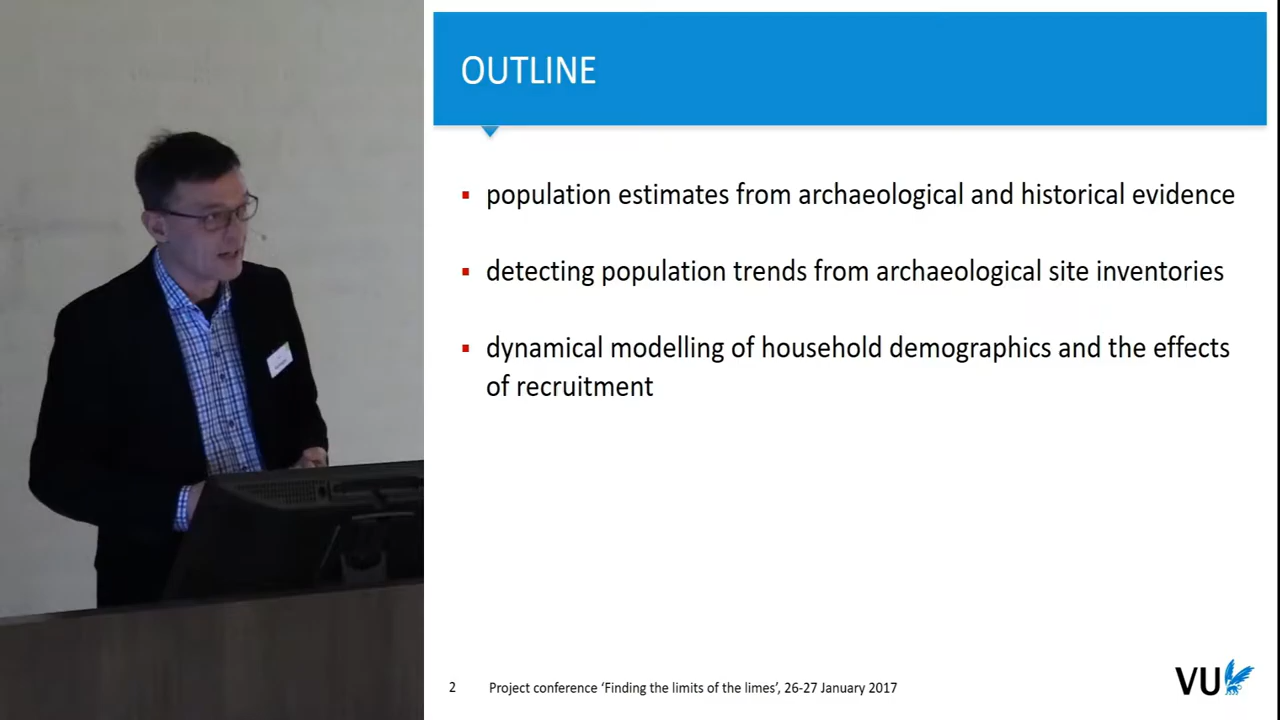 OUTLINE
▪ population estimates from archaeological and historical evidence
▪ detecting population trends from archaeological site inventories
▪ dynamical modelling of household demographics and the effects
of recruitment
2 Project conference ‘Finding the limits of the limes’, 26-27 January 2017
VU